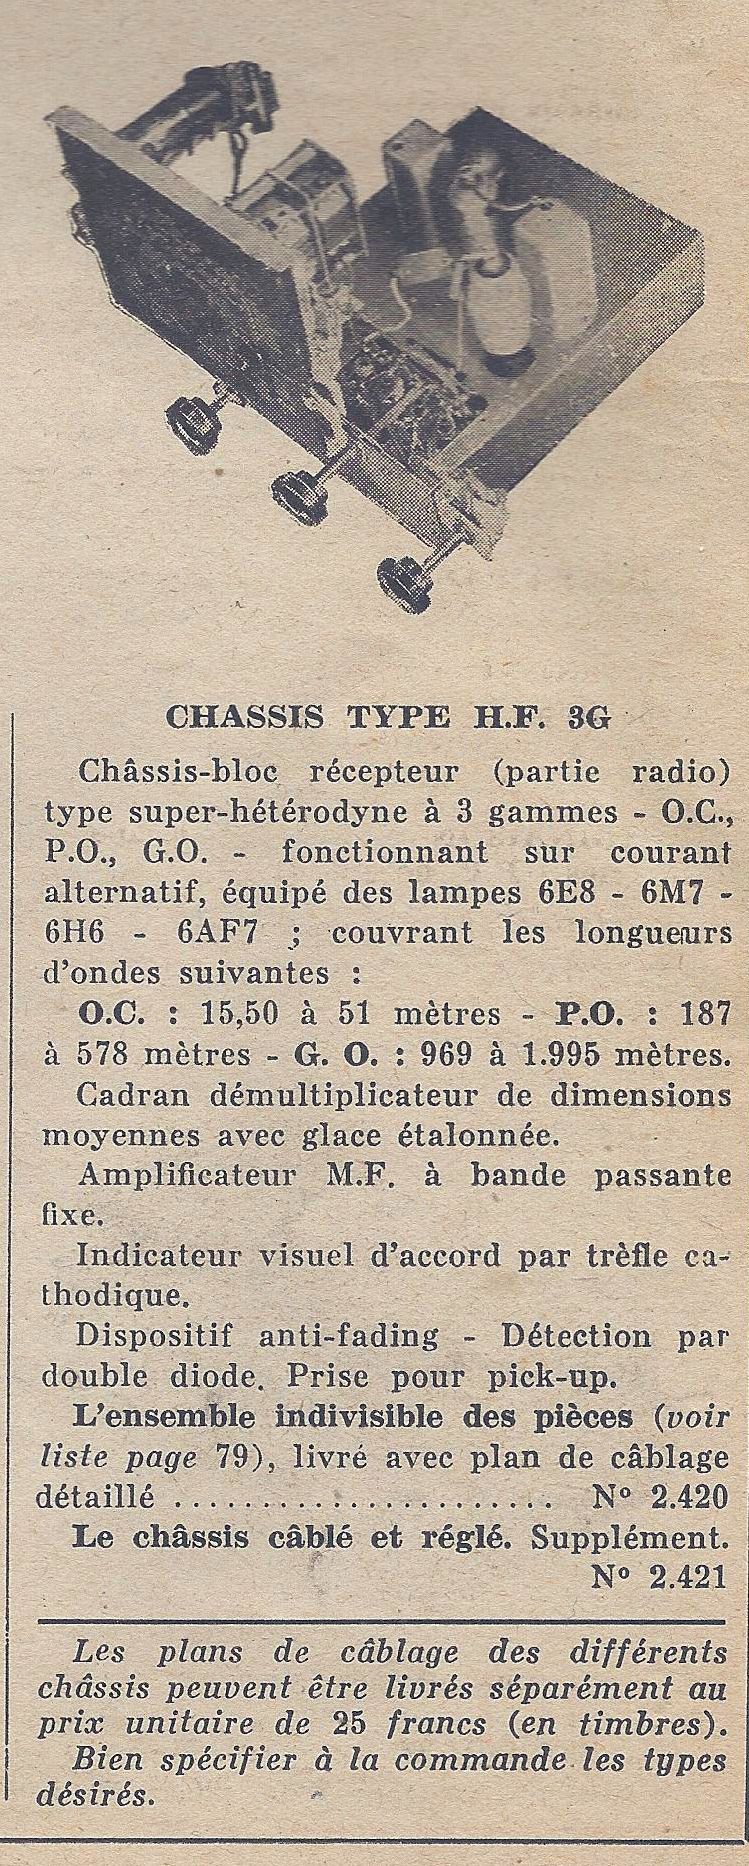 CHASSIS TYPE H.F. 3G
Châssis-bloc récepteur (partie radio)
type super-hétérodyne à 3 gammes - O.C.,
P.O., G.O. - fonctionnant sur courant
alternatif, équipé des lampes 6E8 - 6M7 -
6H6 - 6AF7 ; couvrant les longueurs
d'ondes suivantes :
O.C. : 15,50 à 51 mètres - P.O. : 187
à 578 mètres - G. O. : 969 à 1.995 mètres.
Cadran démultiplicateur de dimensions
moyennes avec glace étalonnée.
Amplificateur M.F. à bande passante
fixe.
Indicateur visuel d'accord par trèfle ca-
thodique.
Dispositif anti-fading - Détection par
double diode. Prise pour pick-up.
L'ensemble indivisible des pièces (voir
liste page 79), livré avec plan de câblage
détaillé ...................... N° 2.420
Le châssis câblé et réglé. Supplément.
N° 2.421
Les plans de câblage des différents
châssis peuvent être livrés séparément au
prix unitaire de 25 francs (en timbres).
Bien spécifier à la commande les types
désirés.